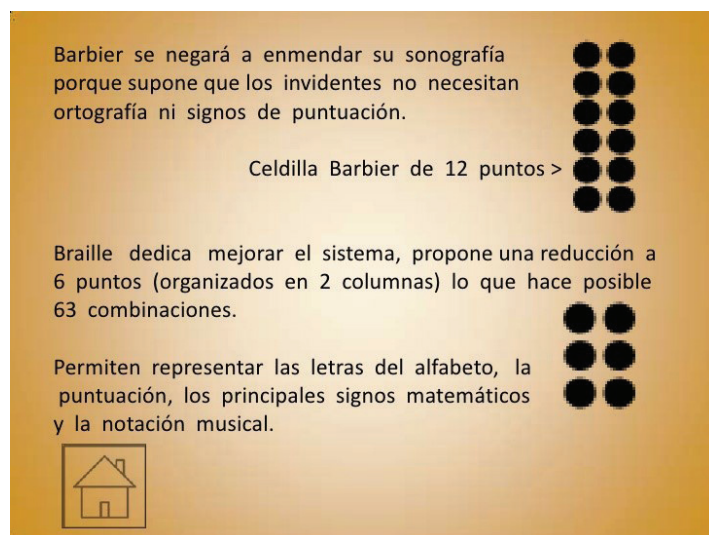 Barbier se negará a enmendar su sonografía
porque supone que los invidentes no necesitan
ortografía ni signos de puntuación.
Celdilla Barbier de 12 puntos >
Braille dedica mejorar el sistema, propone una reducción a
6 puntos (organizados en 2 columnas) lo que hace posible
63 combinaciones.
Permiten representar las letras del alfabeto, la
puntuación, los principales signos matemáticos
y la notación musical.